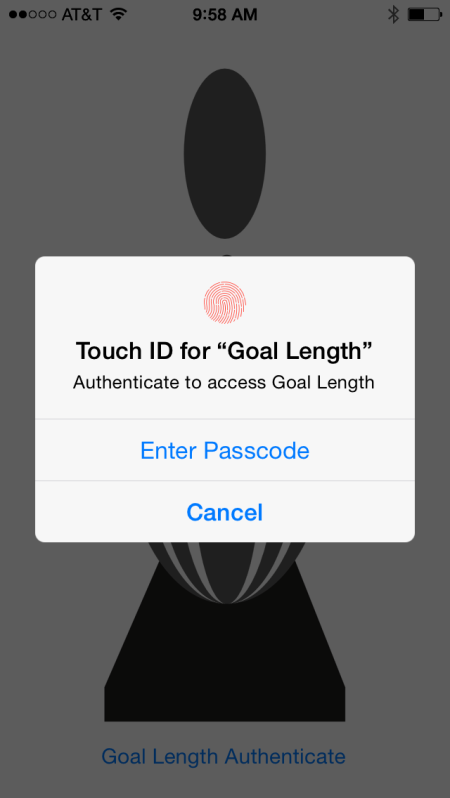 AT&T 9:58 AM
Touch ID for “Goal Length”
Authenticate to access Goal Length
Enter Passcode
Cancel
Goal Length Authenticate